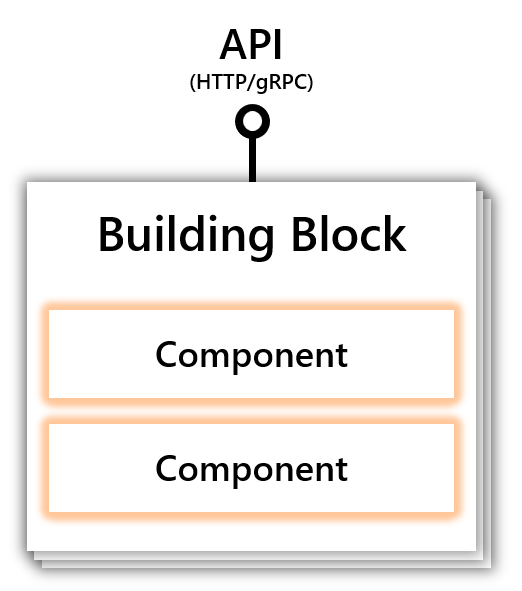 API
(HTTP/gRPC)
Building Block
Component
Component